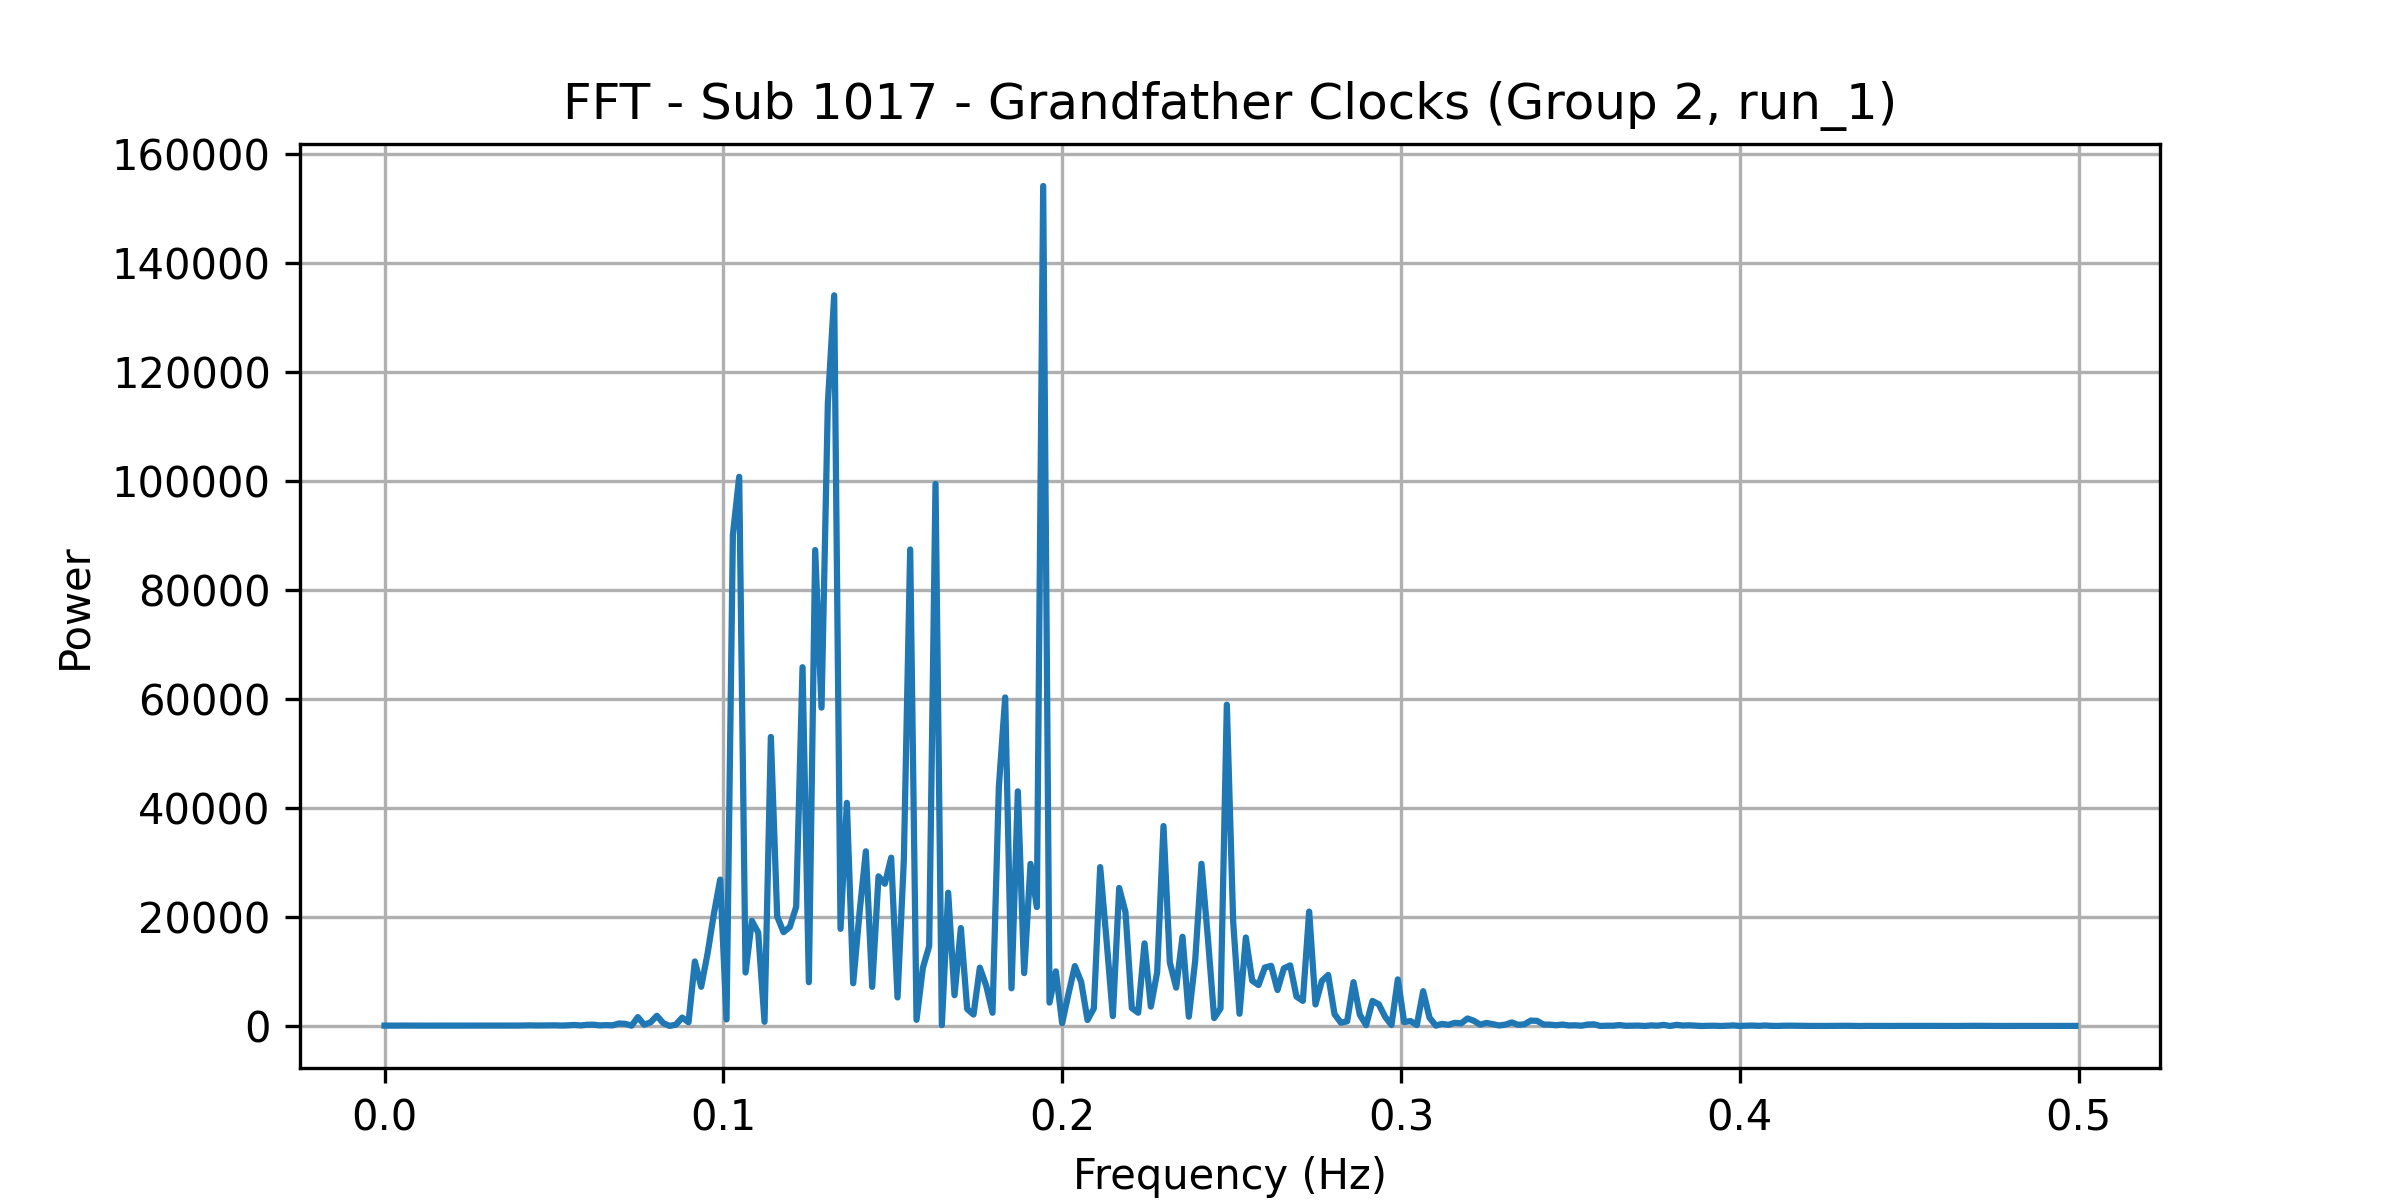 FFT - Sub 1017 - Grandfather Clocks (Group 2, run_1)
160000
140000
120000
100000
80000
60000
40000
20000
0
Power
0.0 0.1 0.2 0.3 0.4 0.5
Frequency (Hz)